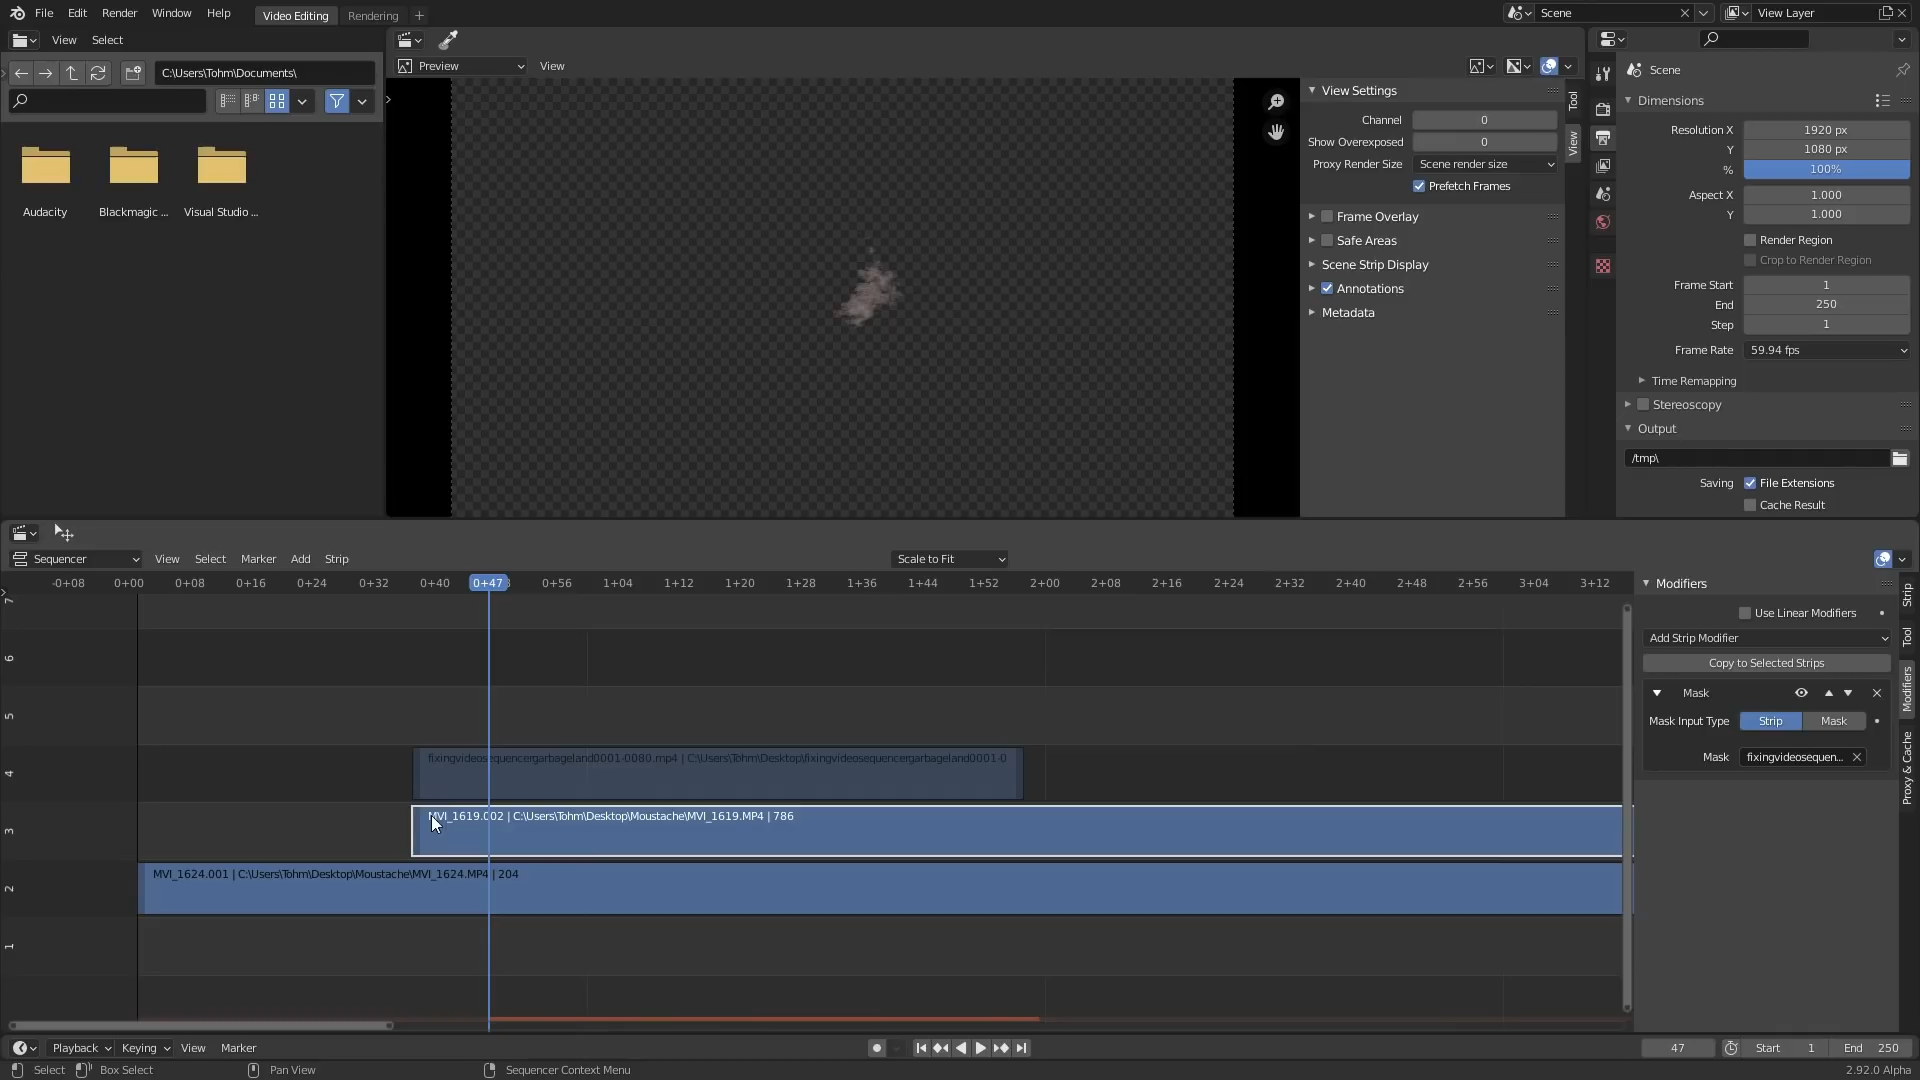 File Edit Render Window Help Video Editing Rendering + Scene View Layer
View Select
Preview View
C:\Users\Tohm\Documents\
Audacity Blackmagic ... Visual Studio ...
View Settings
Channel 0
Show Overexposed 0
Proxy Render Size Scene render size
Prefetch Frames
Frame Overlay
Safe Areas
Scene Strip Display
Annotations
Metadata
Tool
View
Scene
Dimensions
Resolution X 1920 px
Y 1080 px
% 100%
Aspect X 1.000
Y 1.000
Render Region
Crop to Render Region
Frame Start 1
End 250
Step 1
Frame Rate 59.94 fps
Time Remapping
Stereoscopy
Output
/tmp\
Saving File Extensions
Cache Result
Sequencer View Select Marker Add Strip Scale to Fit
-0+08 0+00 0+08 0+16 0+24 0+32 0+40 0+47 0+56 1+04 1+12 1+20 1+28 1+36 1+44 1+52 2+00 2+08 2+16 2+24 2+32 2+40 2+48 2+56 3+04 3+12
7
6
5
4
fixingvideosequencergarbageland0001-0080.mp4 | C:\Users\Tohm\Desktop\fixingvideosequencergarbageland0001-0
3
MVI_1619.002 | C:\Users\Tohm\Desktop\Moustache\MVI_1619.MP4 | 786
2
MVI_1624.001 | C:\Users\Tohm\Desktop\Moustache\MVI_1624.MP4 | 204
1
Modifiers
Use Linear Modifiers
Add Strip Modifier
Copy to Selected Strips
Mask
Mask Input Type Strip Mask
Mask fixingvideosequen...
Strip
Tool
Modifiers
Proxy & Cache
Playback Keying View Marker 47 Start 1 End 250
Select Box Select Pan View Sequencer Context Menu 2.92.0 Alpha